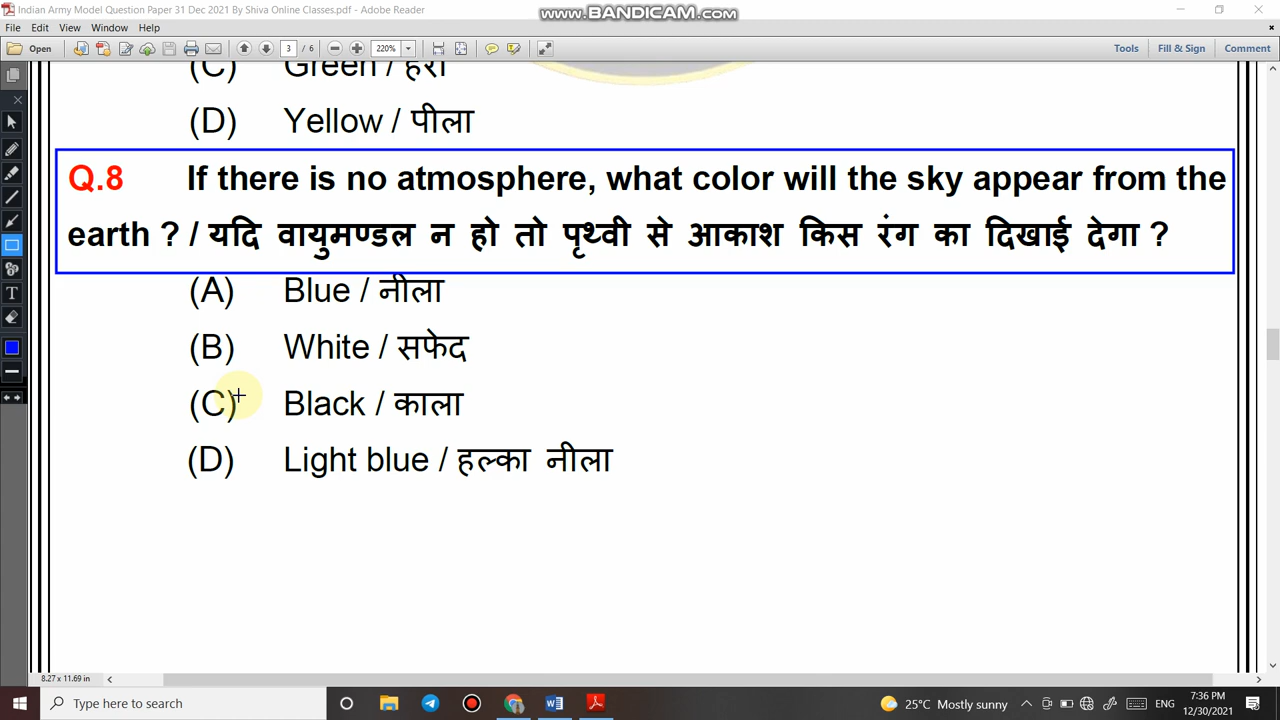 Indian Army Model Question Paper 31 Dec 2021 By Shiva Online Classes.pdf - Adobe Reader
www.BANDICAM.com
File Edit View Window Help
Open 3 / 6 220% Tools Fill & Sign Comment
(C) Green / हरा
(D) Yellow / पीला
Q.8 If there is no atmosphere, what color will the sky appear from the
earth ? / यदि वायुमण्डल न हो तो पृथ्वी से आकाश किस रंग का दिखाई देगा ?
(A) Blue / नीला
(B) White / सफेद
(C) Black / काला
(D) Light blue / हल्का नीला
8.27 x 11.69 in
Type here to search 25°C Mostly sunny ENG 7:36 PM
12/30/2021